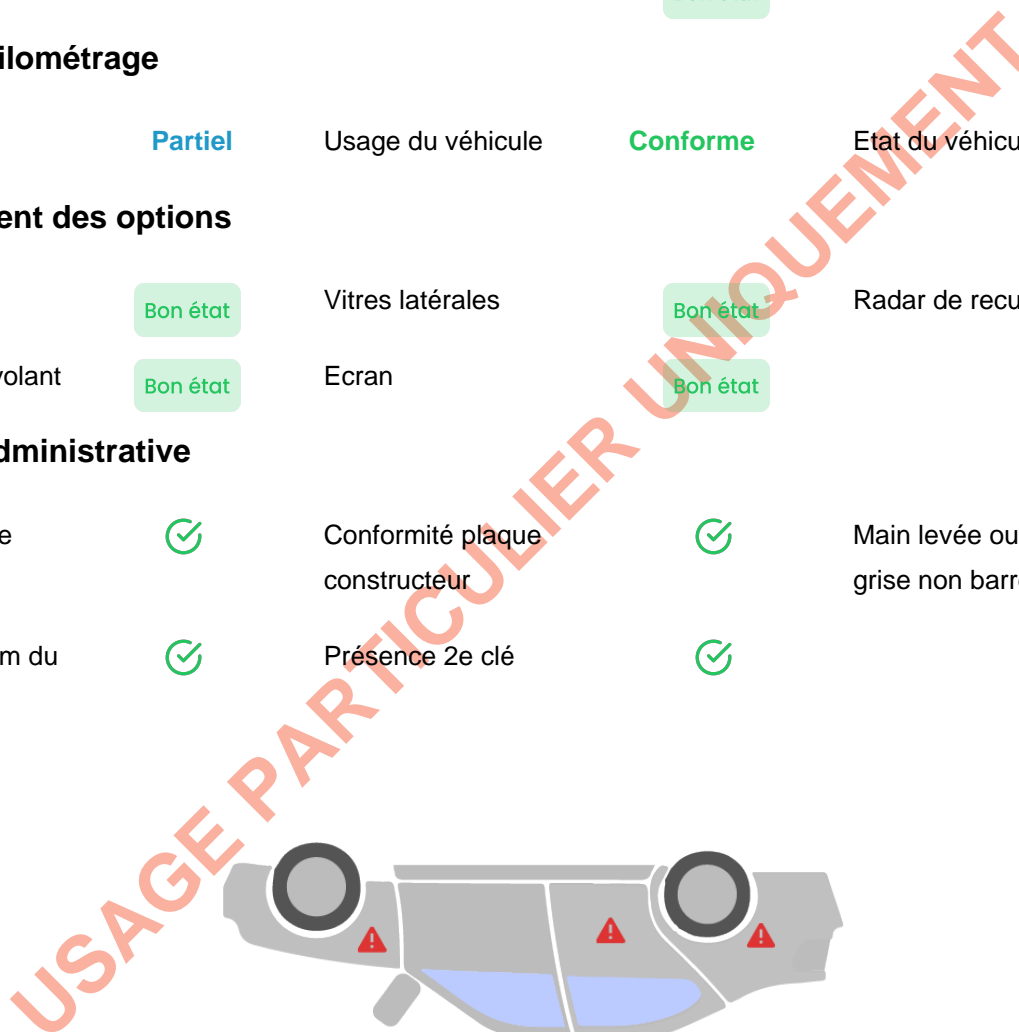 ilométrage
Partiel Usage du véhicule Conforme Etat du véhicu
ent des options
Bon état Vitres latérales Bon état Radar de recu
volant Bon état Ecran Bon état
dministrative
e Conformité plaque Main levée ou
constructeur grise non barr
m du Présence 2e clé
USAGE PARTICULIER UNIQUEMENT